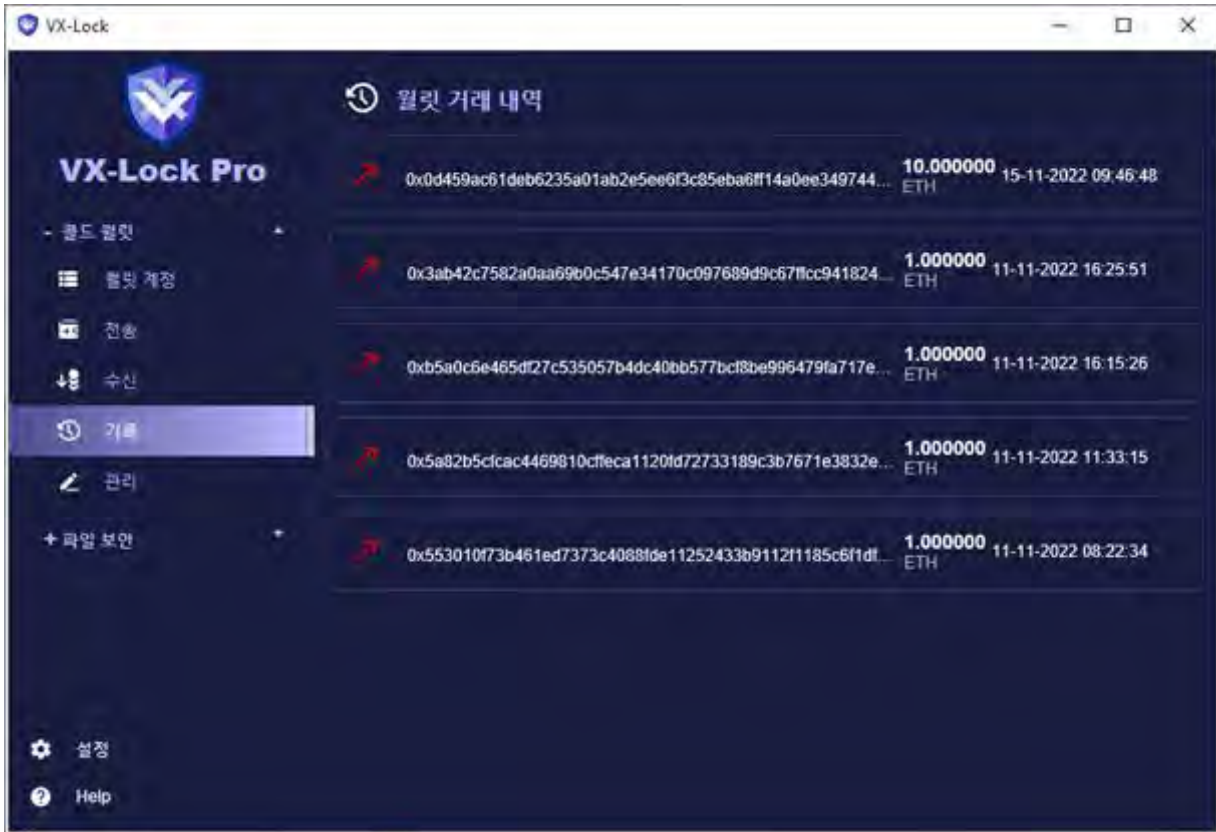 VX-Lock
VX-Lock Pro
- 콜드 월릿
월릿 계정
전송
수신
기록
관리
+ 파일 보안
설정
Help
월릿 거래 내역
0x0d459ac61deb6235a01ab2e5ee6f3c85eba6ff14a0ee349744... 10.000000 ETH 15-11-2022 09:46:48
0x3ab42c7582a0aa69b0c547e34170c097689d9c67ffcc941824... 1.000000 ETH 11-11-2022 16:25:51
0xb5a0c6e465df27c535057b4dc40bb577bcf8be996479fa717e... 1.000000 ETH 11-11-2022 16:15:26
0x5a82b5cfcac4469810cffeca1120fd72733189c3b7671e3832e... 1.000000 ETH 11-11-2022 11:33:15
0x553010f73b461ed7373c4088fde11252433b9112f1185c6f1df... 1.000000 ETH 11-11-2022 08:22:34